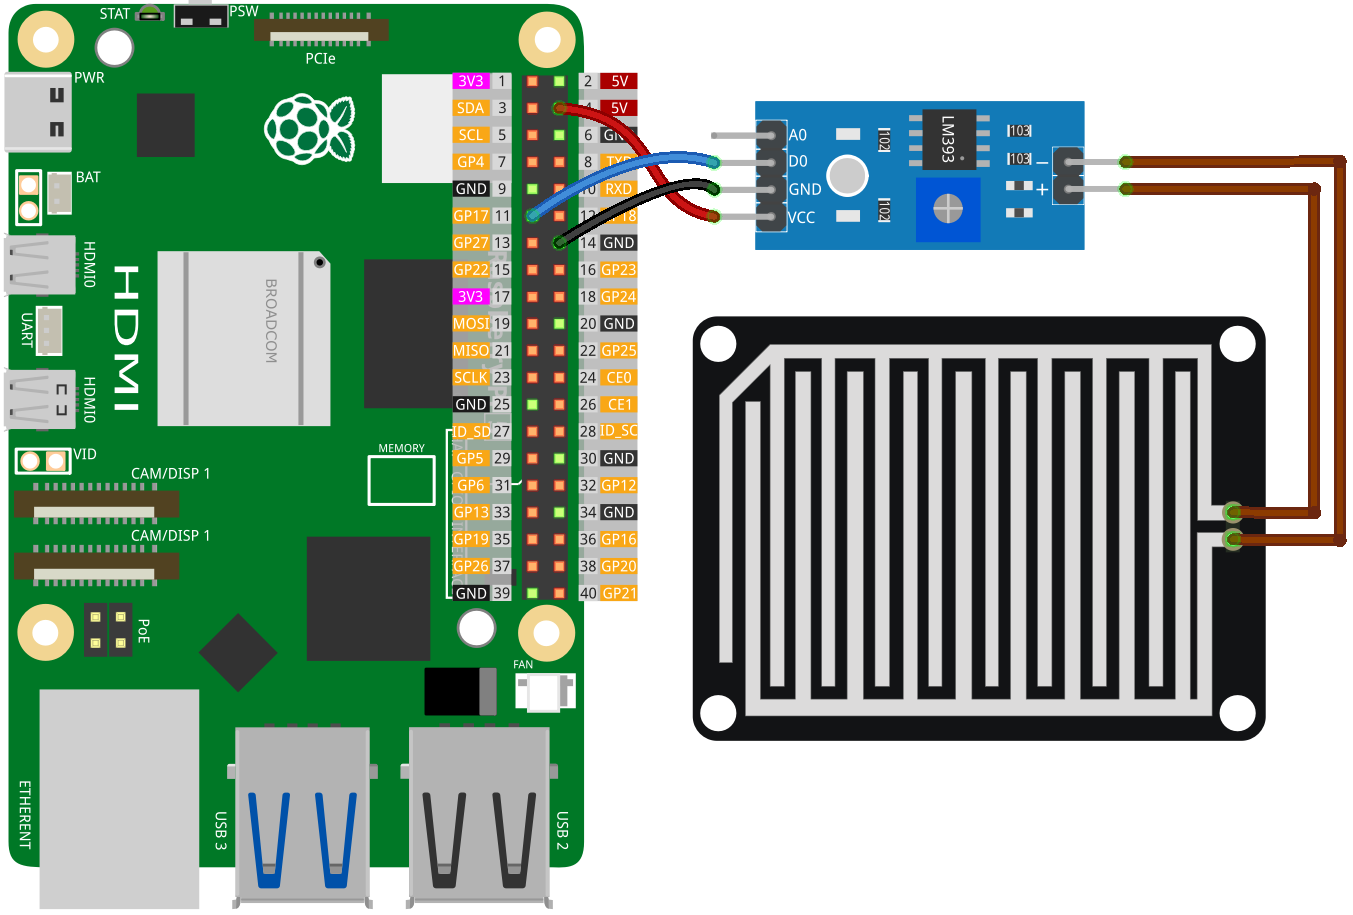 STAT
PSW
PCIe
PWR
BAT
HDMI0
UART
HDMI0
HDMI
BROADCOM
VID
CAM/DISP 1
CAM/DISP 1
MEMORY
PoE
FAN
ETHERENT
USB 3
USB 2
3V3 1 2 5V
SDA 3 4 5V
SCL 5 6 GND
GP4 7 8 TXD
GND 9 10 RXD
GP17 11 12 GP18
GP27 13 14 GND
GP22 15 16 GP23
3V3 17 18 GP24
MOSI 19 20 GND
MISO 21 22 GP25
SCLK 23 24 CE0
GND 25 26 CE1
ID_SD 27 28 ID_SC
GP5 29 30 GND
GP6 31 32 GP12
GP13 33 34 GND
GP19 35 36 GP16
GP26 37 38 GP20
GND 39 40 GP21
A0
D0
GND
VCC
102
102
LM393
103
103
−
+